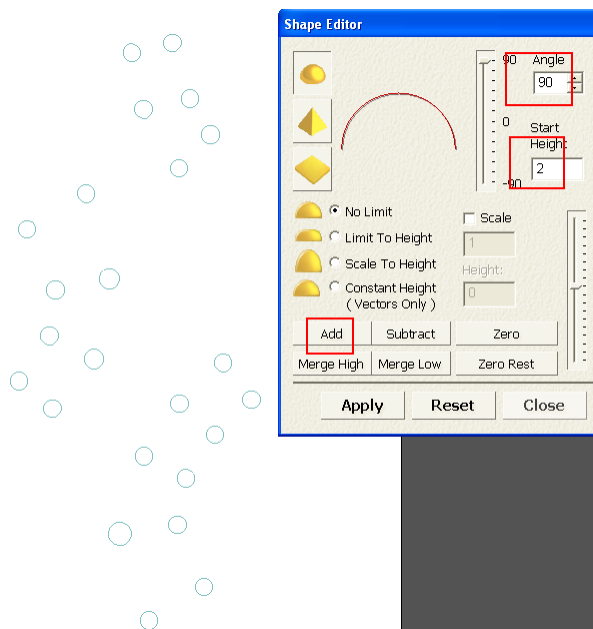 Shape Editor
90 Angle
90
0
Start
Height
2
-90
No Limit
Scale
Limit To Height
1
Scale To Height
Height:
Constant Height
0
( Vectors Only )
Add Subtract Zero
Merge High Merge Low Zero Rest
Apply Reset Close